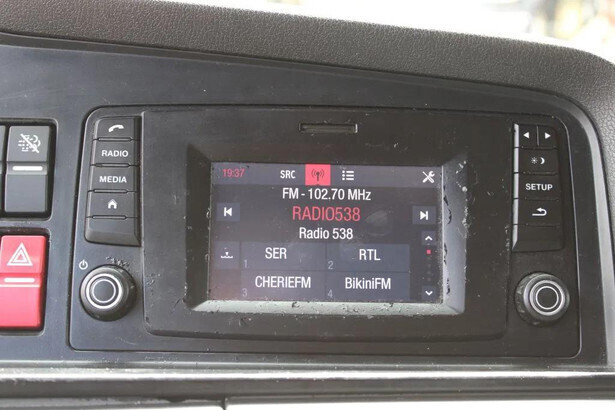 RADIO
MEDIA
SETUP
19:37
SRC
FM - 102.70 MHz
RADIO538
Radio 538
1 SER
2 RTL
3 CHERIEFM
4 BikiniFM